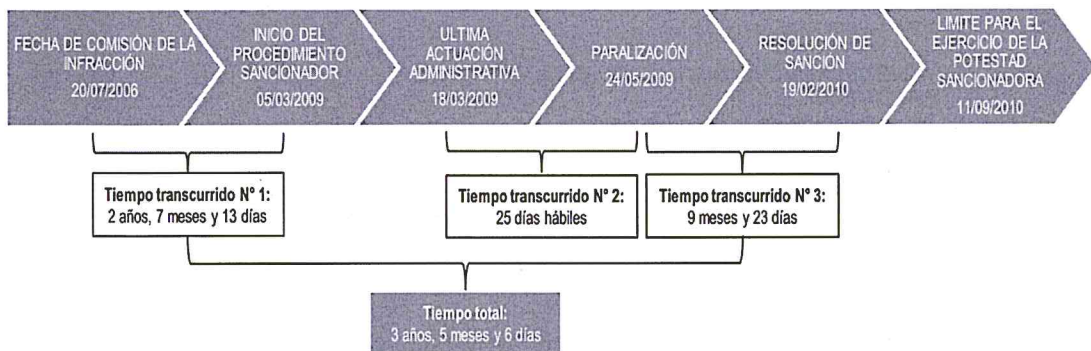 FECHA DE COMISIÓN DE LA
INFRACCIÓN
20/07/2006
INICIO DEL
PROCEDIMIENTO
SANCIONADOR
05/03/2009
ULTIMA
ACTUACIÓN
ADMINISTRATIVA
18/03/2009
PARALIZACIÓN
24/05/2009
RESOLUCIÓN DE
SANCIÓN
19/02/2010
LIMITE PARA EL
EJERCICIO DE LA
POTESTAD
SANCIONADORA
11/09/2010
Tiempo transcurrido N° 1:
2 años, 7 meses y 13 días
Tiempo transcurrido N° 2:
25 días hábiles
Tiempo transcurrido N° 3:
9 meses y 23 días
Tiempo total:
3 años, 5 meses y 6 días